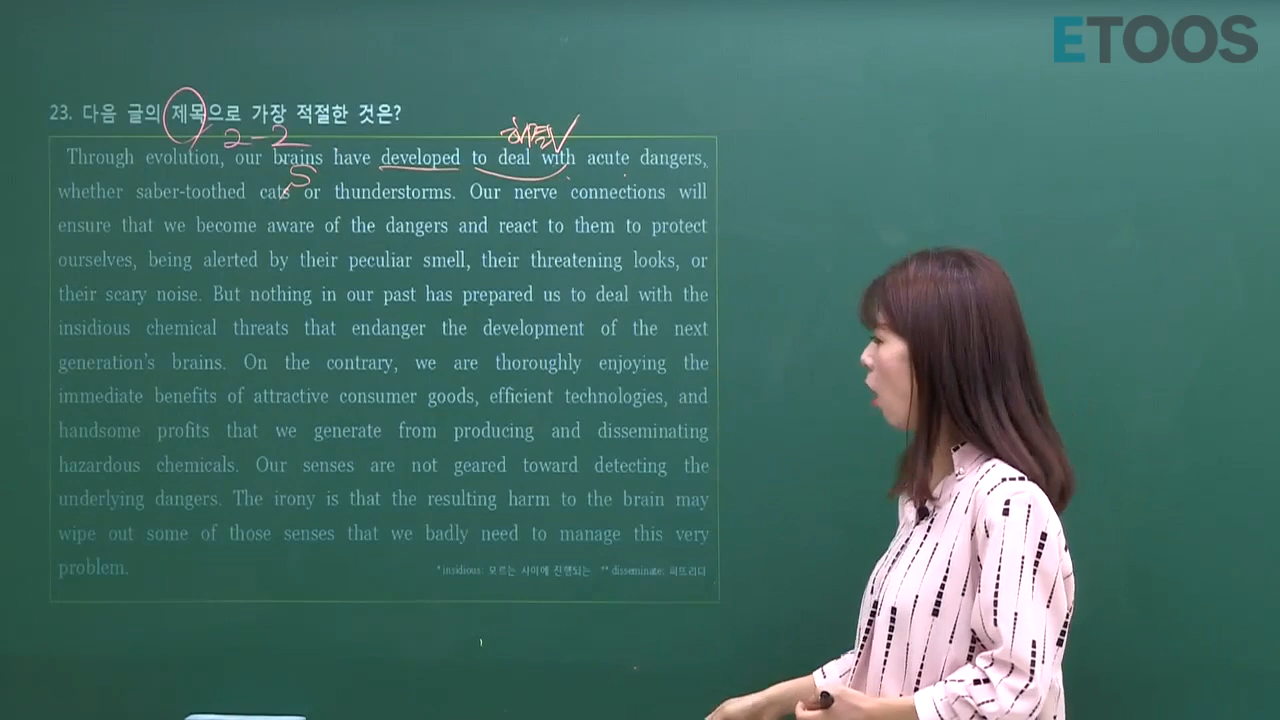 ETOOS
23. 다음 글의 제목으로 가장 적절한 것은?
2-2
해결
Through evolution, our brains have developed to deal with acute dangers,
S
whether saber-toothed cats or thunderstorms. Our nerve connections will
ensure that we become aware of the dangers and react to them to protect
ourselves, being alerted by their peculiar smell, their threatening looks, or
their scary noise. But nothing in our past has prepared us to deal with the
insidious chemical threats that endanger the development of the next
generation's brains. On the contrary, we are thoroughly enjoying the
immediate benefits of attractive consumer goods, efficient technologies, and
handsome profits that we generate from producing and disseminating
hazardous chemicals. Our senses are not geared toward detecting the
underlying dangers. The irony is that the resulting harm to the brain may
wipe out some of those senses that we badly need to manage this very
problem.
* insidious: 모르는 사이에 진행되는 ** disseminate: 퍼뜨리다